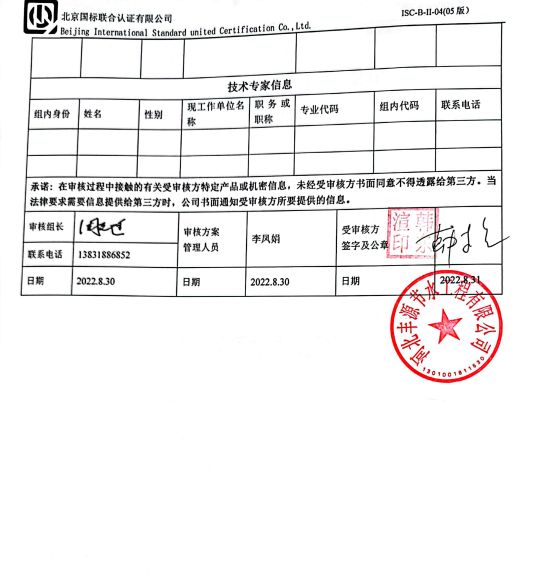 北京国标联合认证有限公司
Beijing International Standard united Certification Co.,Ltd.
ISC-B-II-04(05 版)
技术专家信息
组内身份 姓名 性别 现工作单位名称 职务或职称 专业代码 组内代码 联系电话
承诺：在审核过程中接触的有关受审核方特定产品或机密信息，未经受审核方书面同意不得透露给第三方。当
法律要求需要信息提供给第三方时，公司书面通知受审核方所要提供的信息。
审核组长 审核方案管理人员 李凤娟 受审核方签字及公章
联系电话 13831886852
日期 2022.8.30 日期 2022.8.30 日期 2022.8.31
河北丰源节水工程有限公司